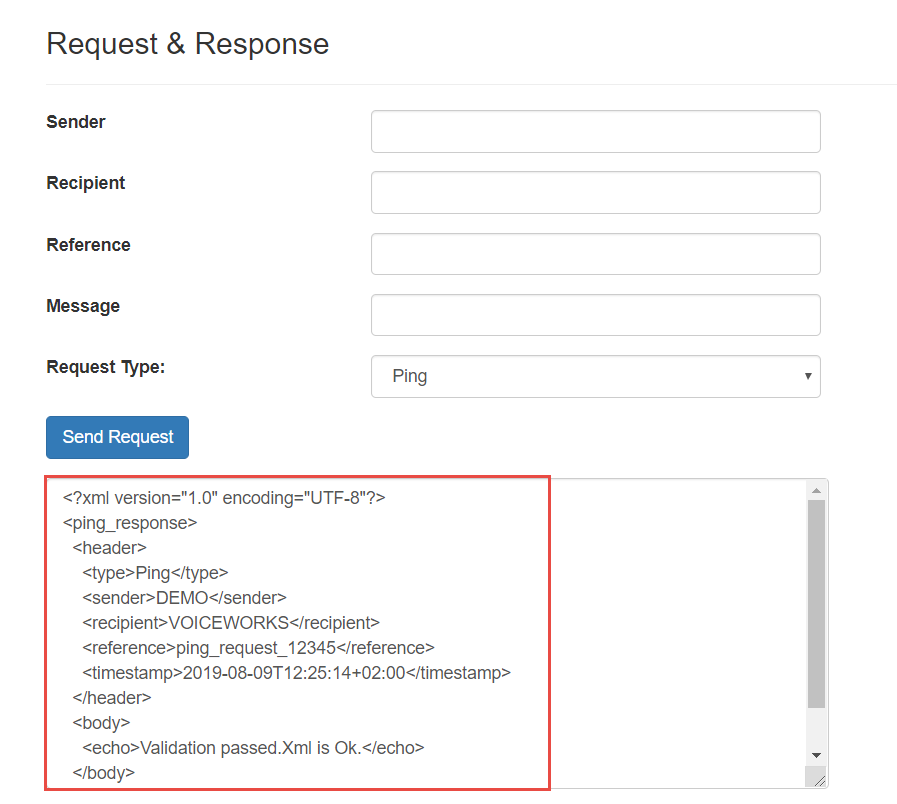 Request & Response
Sender
Recipient
Reference
Message
Request Type:
Ping
Send Request
<?xml version="1.0" encoding="UTF-8"?>
<ping_response>
<header>
<type>Ping</type>
<sender>DEMO</sender>
<recipient>VOICEWORKS</recipient>
<reference>ping_request_12345</reference>
<timestamp>2019-08-09T12:25:14+02:00</timestamp>
</header>
<body>
<echo>Validation passed.Xml is Ok.</echo>
</body>